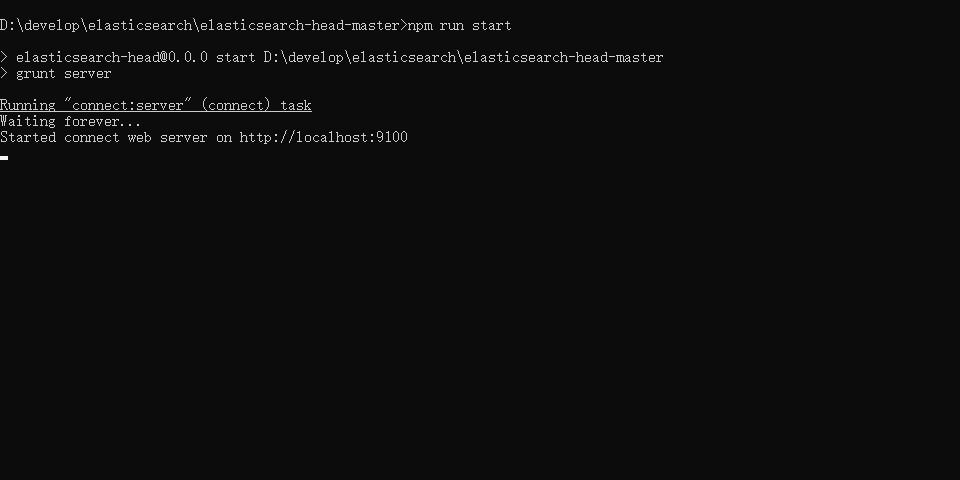 D:\develop\elasticsearch\elasticsearch-head-master>npm run start
> elasticsearch-head@0.0.0 start D:\develop\elasticsearch\elasticsearch-head-master
> grunt server
Running "connect:server" (connect) task
Waiting forever...
Started connect web server on http://localhost:9100